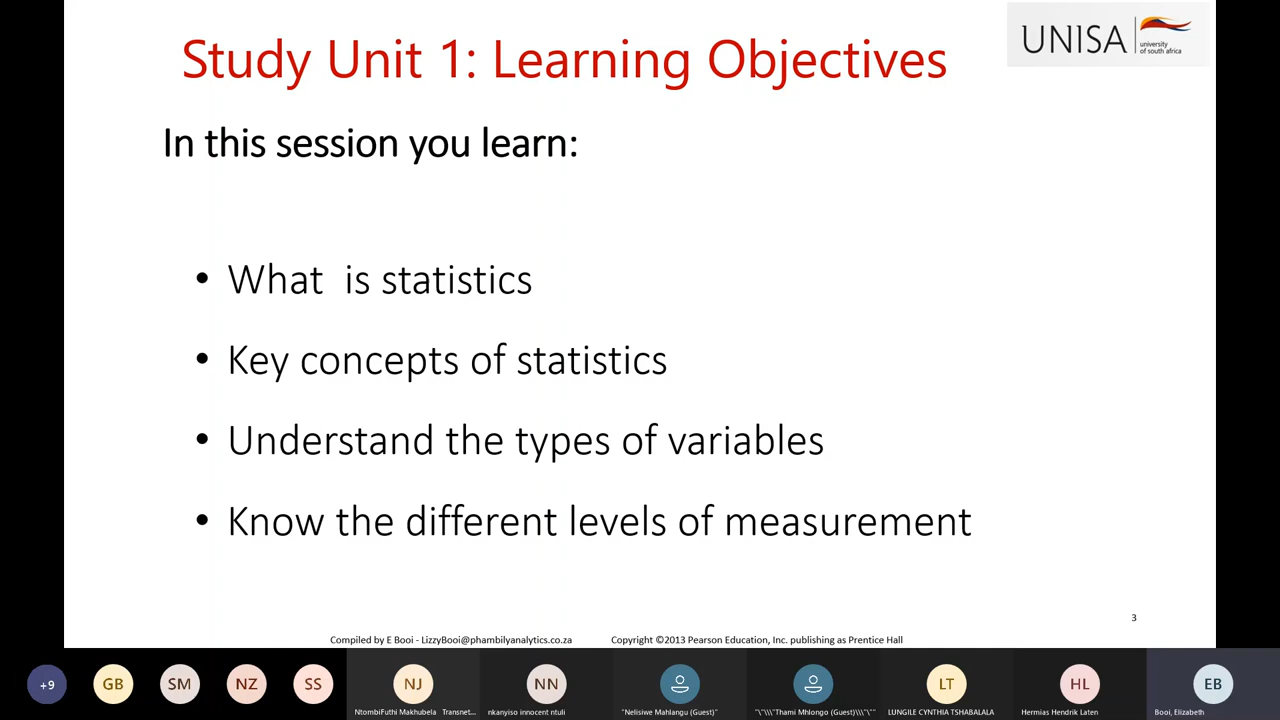 Study Unit 1: Learning Objectives
UNISA
university
of south africa
In this session you learn:
• What is statistics
• Key concepts of statistics
• Understand the types of variables
• Know the different levels of measurement
3
Compiled by E Booi - LizzyBooi@phambilyanalytics.co.za
Copyright ©2013 Pearson Education, Inc. publishing as Prentice Hall
+9
GB
SM
NZ
SS
NJ
NN
LT
HL
EB
NtombiFuthi Makhubela Transnet...
nkanyiso innocent ntuli
"Nelisiwe Mahlangu (Guest)"
"\"\\\"Thami Mhlongo (Guest)\\\"\""
LUNGILE CYNTHIA TSHABALALA
Hermias Hendrik Laten
Booi, Elizabeth